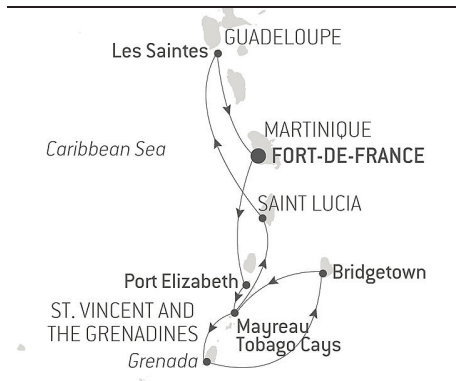 GUADELOUPE
Les Saintes
MARTINIQUE
Caribbean Sea
FORT-DE-FRANCE
SAINT LUCIA
Port Elizabeth
Bridgetown
ST. VINCENT AND
THE GRENADINES
Mayreau
Tobago Cays
Grenada